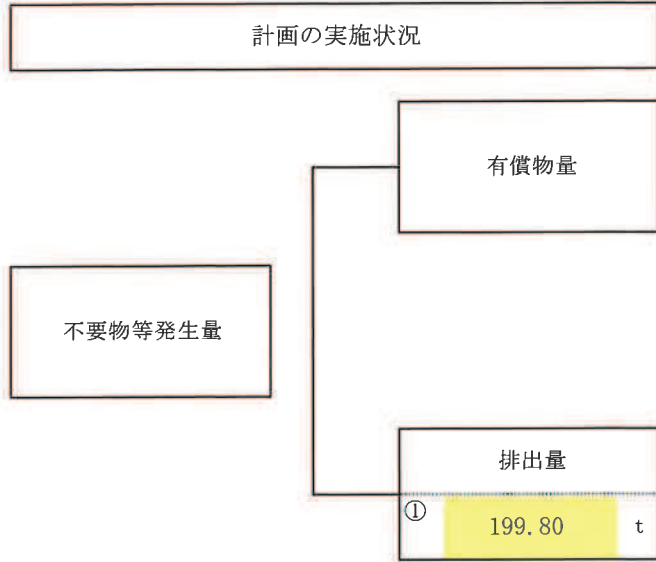 計画の実施状況
有償物量
不要物等発生量
排出量
① 199.80 t